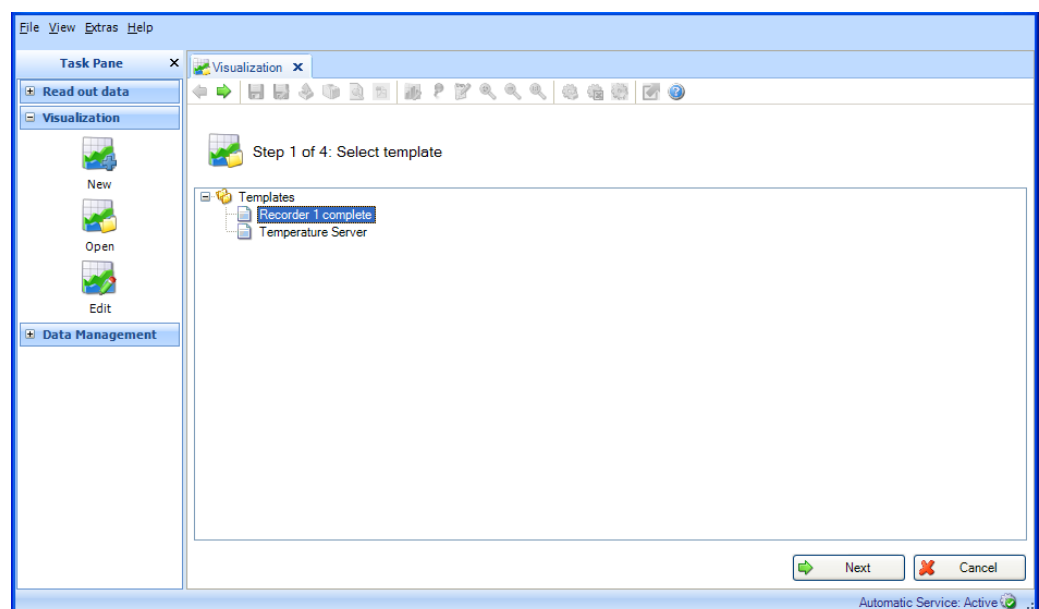 File View Extras Help
Task Pane
Visualization
Read out data
Visualization
New
Open
Edit
Data Management
Step 1 of 4: Select template
Templates
Recorder 1 complete
Temperature Server
Next
Cancel
Automatic Service: Active